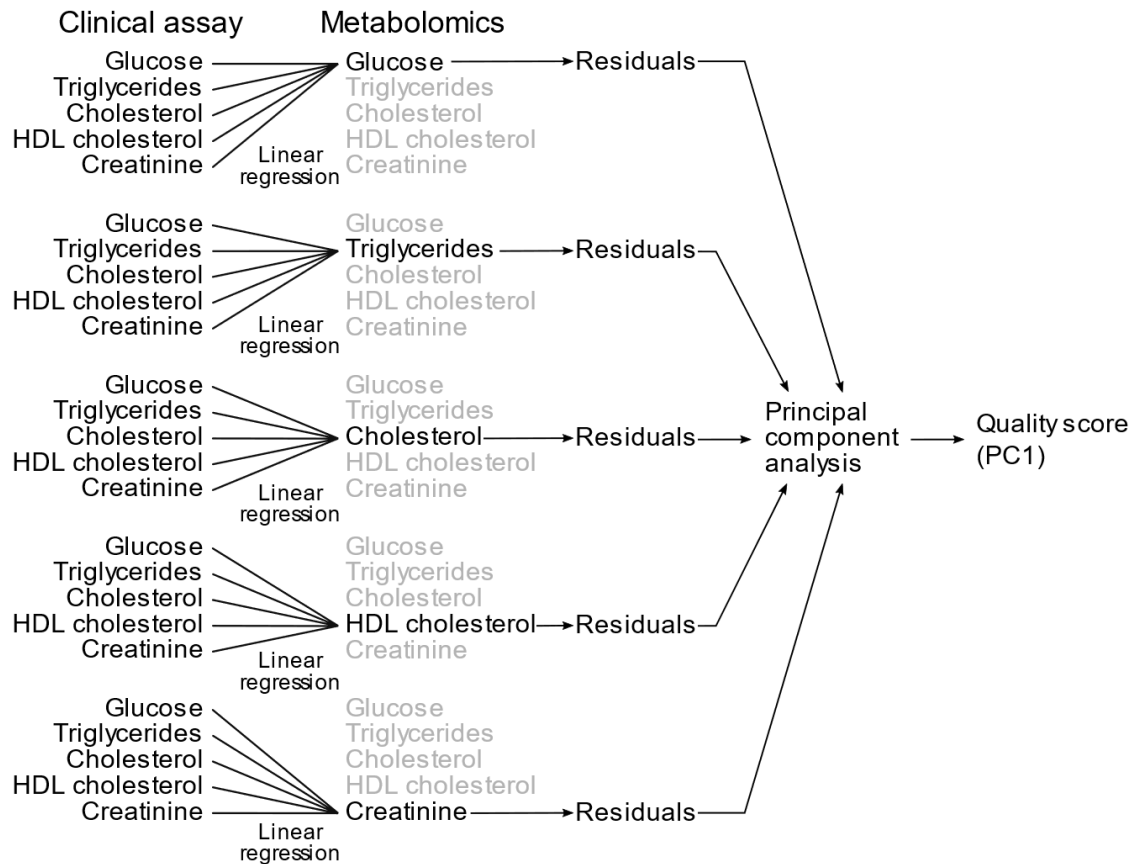 Clinical assay Metabolomics
Glucose Glucose Residuals
Triglycerides Triglycerides
Cholesterol Cholesterol
HDL cholesterol HDL cholesterol
Creatinine Linear regression Creatinine
Glucose Glucose
Triglycerides Triglycerides Residuals
Cholesterol Cholesterol
HDL cholesterol HDL cholesterol
Creatinine Linear regression Creatinine
Glucose Glucose
Triglycerides Triglycerides
Cholesterol Cholesterol Residuals
HDL cholesterol HDL cholesterol
Creatinine Linear regression Creatinine
Principal
component
analysis
Quality score
(PC1)
Glucose Glucose
Triglycerides Triglycerides
Cholesterol Cholesterol
HDL cholesterol HDL cholesterol Residuals
Creatinine Linear regression Creatinine
Glucose Glucose
Triglycerides Triglycerides
Cholesterol Cholesterol
HDL cholesterol HDL cholesterol
Creatinine Linear regression Creatinine Residuals